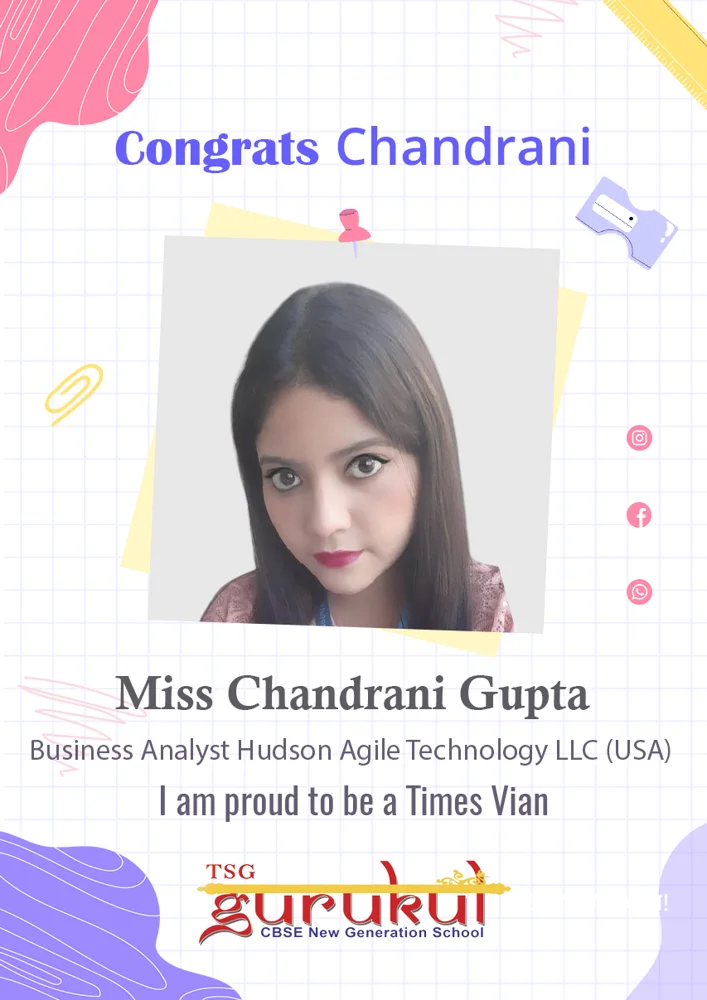 Congrats Chandrani
Miss Chandrani Gupta
Business Analyst Hudson Agile Technology LLC (USA)
I am proud to be a Times Vian
TSG
gurukul
CBSE New Generation School